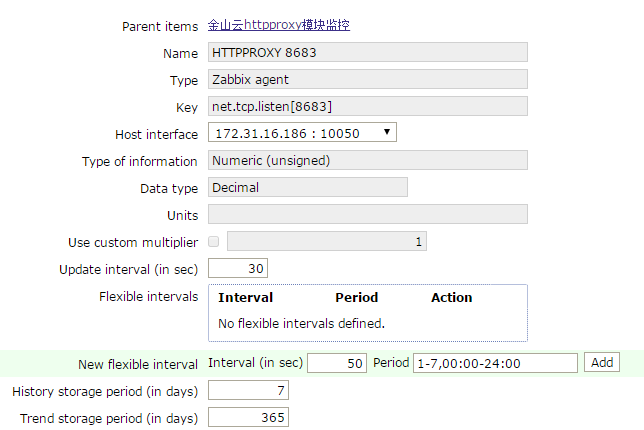 Parent items 金山云httpproxy模块监控
Name HTTPPROXY 8683
Type Zabbix agent
Key net.tcp.listen[8683]
Host interface 172.31.16.186 : 10050
Type of information Numeric (unsigned)
Data type Decimal
Units
Use custom multiplier 1
Update interval (in sec) 30
Flexible intervals Interval Period Action
No flexible intervals defined.
New flexible interval Interval (in sec) 50 Period 1-7,00:00-24:00 Add
History storage period (in days) 7
Trend storage period (in days) 365